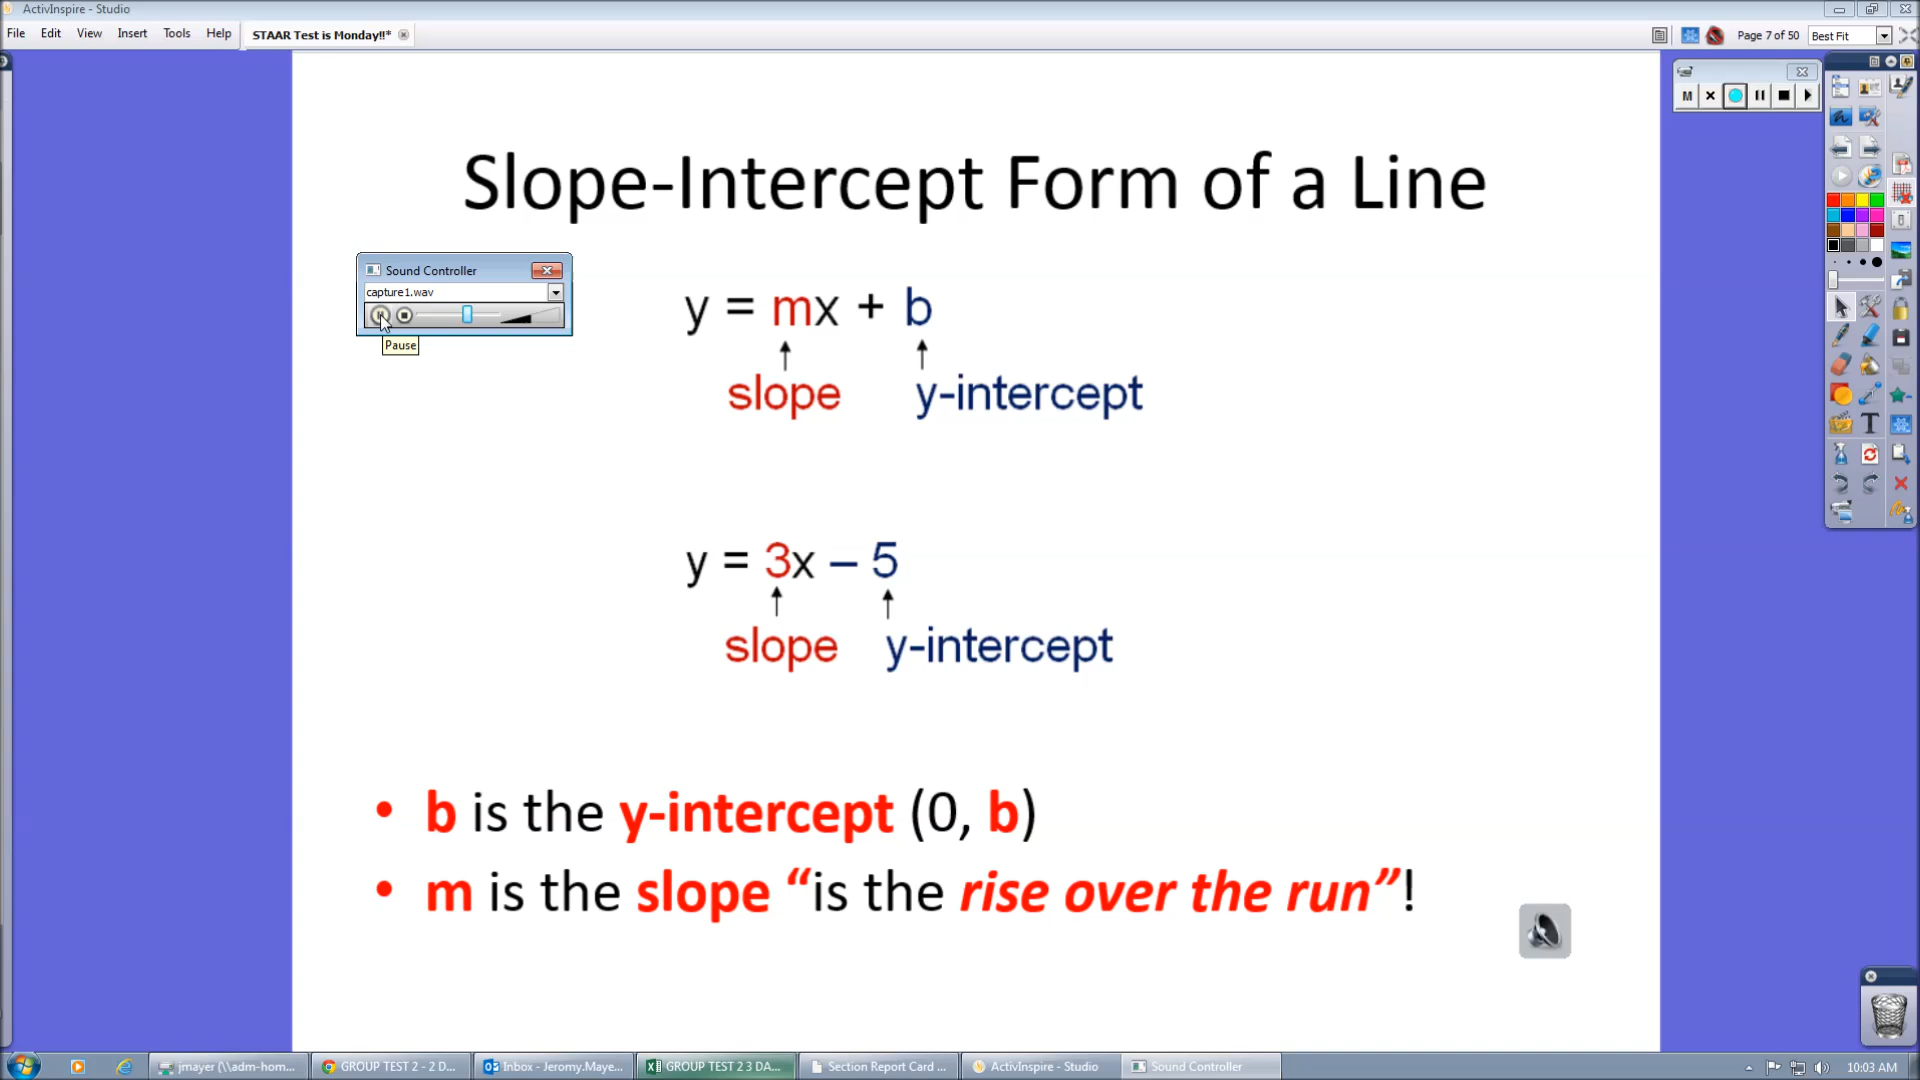 ActivInspire - Studio
File Edit View Insert Tools Help STAAR Test is Monday!!* Page 7 of 50 Best Fit
M
Slope-Intercept Form of a Line
Sound Controller
capture1.wav
Pause
y = mx + b
slope y-intercept
y = 3x – 5
slope y-intercept
• b is the y-intercept (0, b)
• m is the slope “is the rise over the run”!
jmayer (\\adm-hom... GROUP TEST 2 - 2 D... Inbox - Jeromy.Maye... GROUP TEST 2 3 DA... Section Report Card ... ActivInspire - Studio Sound Controller 10:03 AM